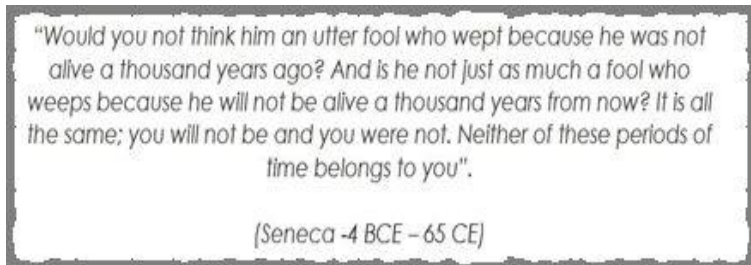 “Would you not think him an utter fool who wept because he was not
alive a thousand years ago? And is he not just as much a fool who
weeps because he will not be alive a thousand years from now? It is all
the same; you will not be and you were not. Neither of these periods of
time belongs to you”.
(Seneca -4 BCE – 65 CE)